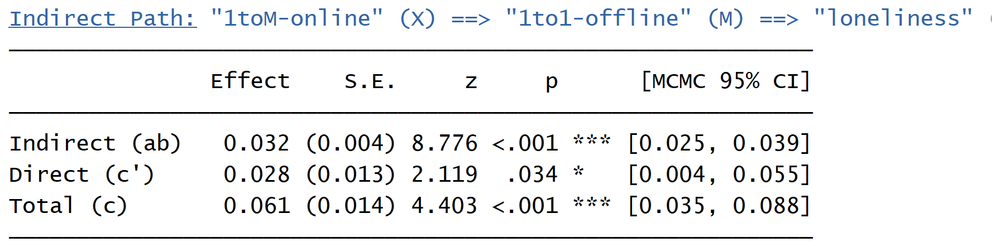 Indirect Path: "1toM-online" (X) ==> "1to1-offline" (M) ==> "loneliness"
Effect S.E. z p [MCMC 95% CI]
Indirect (ab) 0.032 (0.004) 8.776 <.001 *** [0.025, 0.039]
Direct (c') 0.028 (0.013) 2.119 .034 * [0.004, 0.055]
Total (c) 0.061 (0.014) 4.403 <.001 *** [0.035, 0.088]